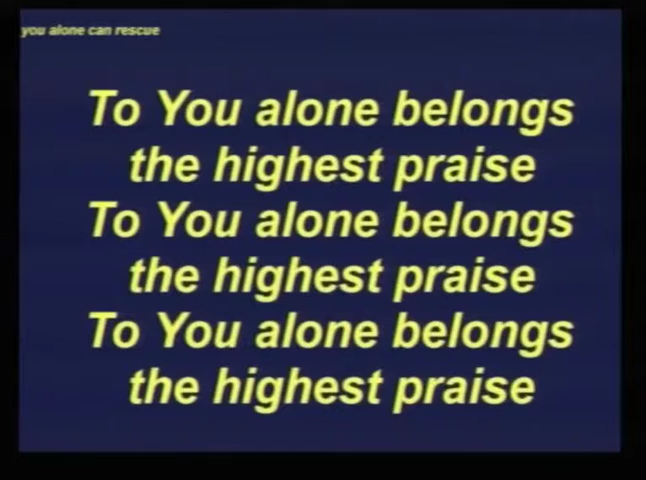 you alone can rescue
To You alone belongs
the highest praise
To You alone belongs
the highest praise
To You alone belongs
the highest praise